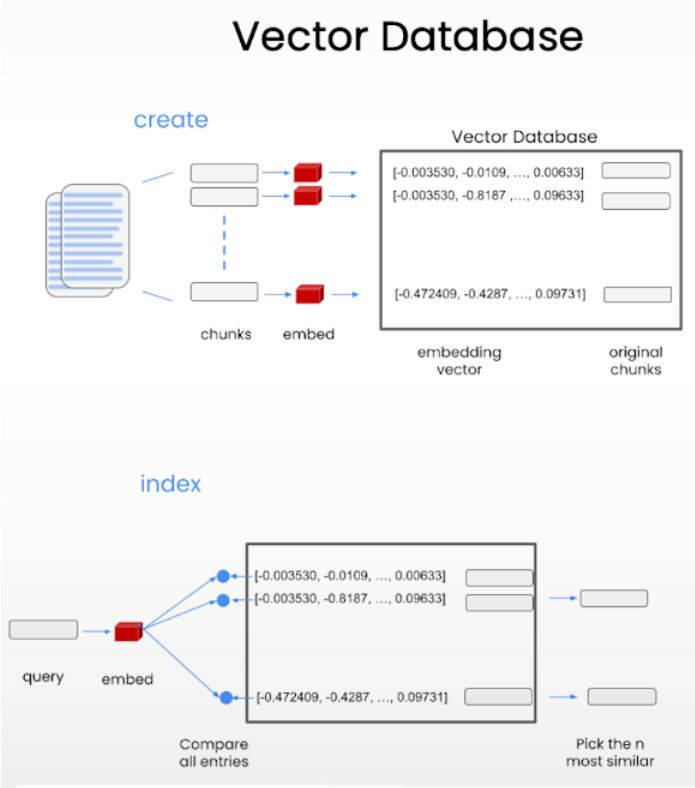 Vector Database
create
Vector Database
[-0.003530, -0.0109, ..., 0.00633]
[-0.003530, -0.8187 ,..., 0.09633]
[-0.472409, -0.4287, ..., 0.09731]
chunks
embed
embedding
vector
original
chunks
index
[-0.003530, -0.0109, ..., 0.00633]
[-0.003530, -0.8187, ..., 0.09633]
[-0.472409, -0.4287, ..., 0.09731]
query
embed
Compare
all entries
Pick the n
most similar